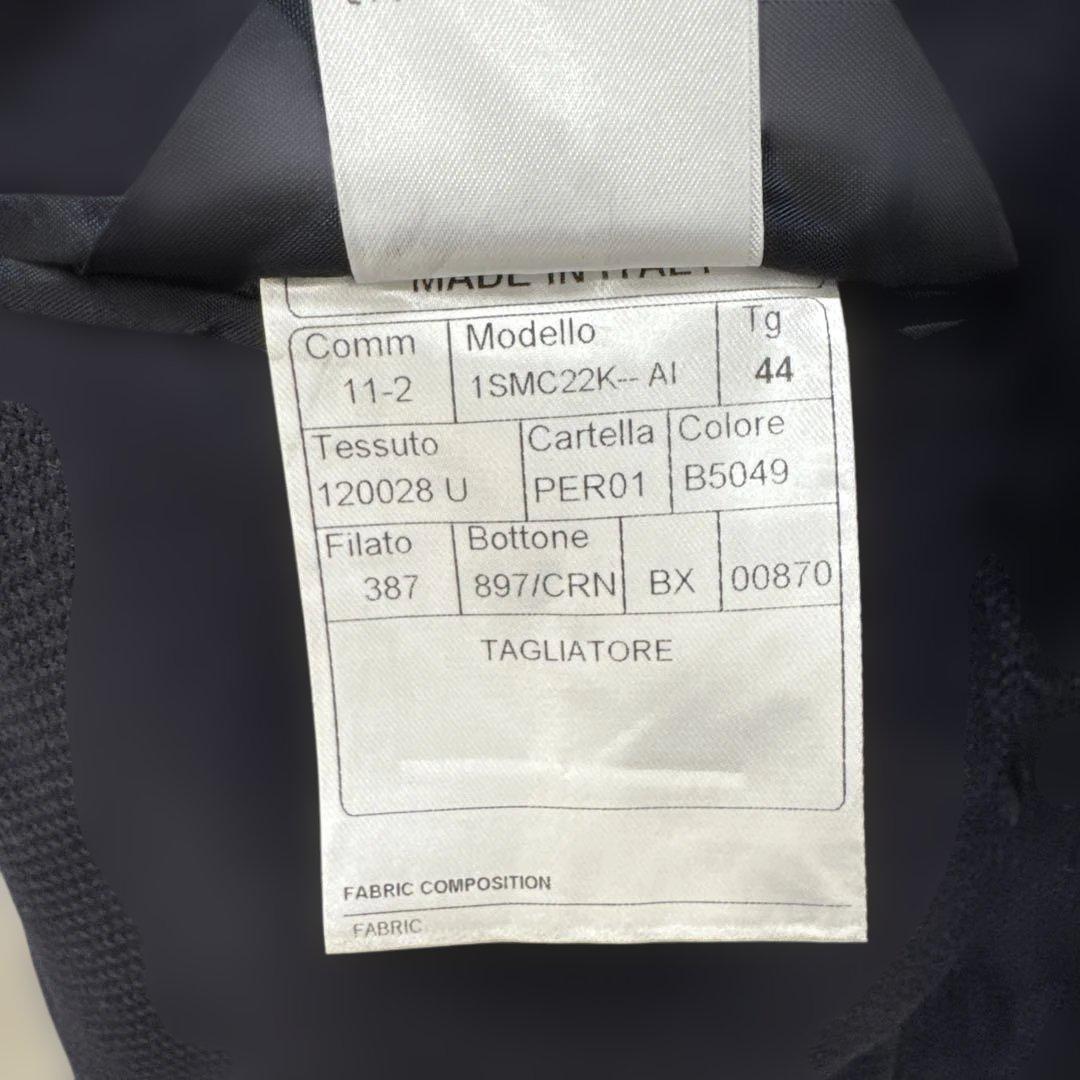 MADE IN ITALY
Comm Modello Tg
11-2 1SMC22K-- AI 44
Tessuto Cartella Colore
120028 U PER01 B5049
Filato Bottone
387 897/CRN BX 00870
TAGLIATORE
FABRIC COMPOSITION
FABRIC